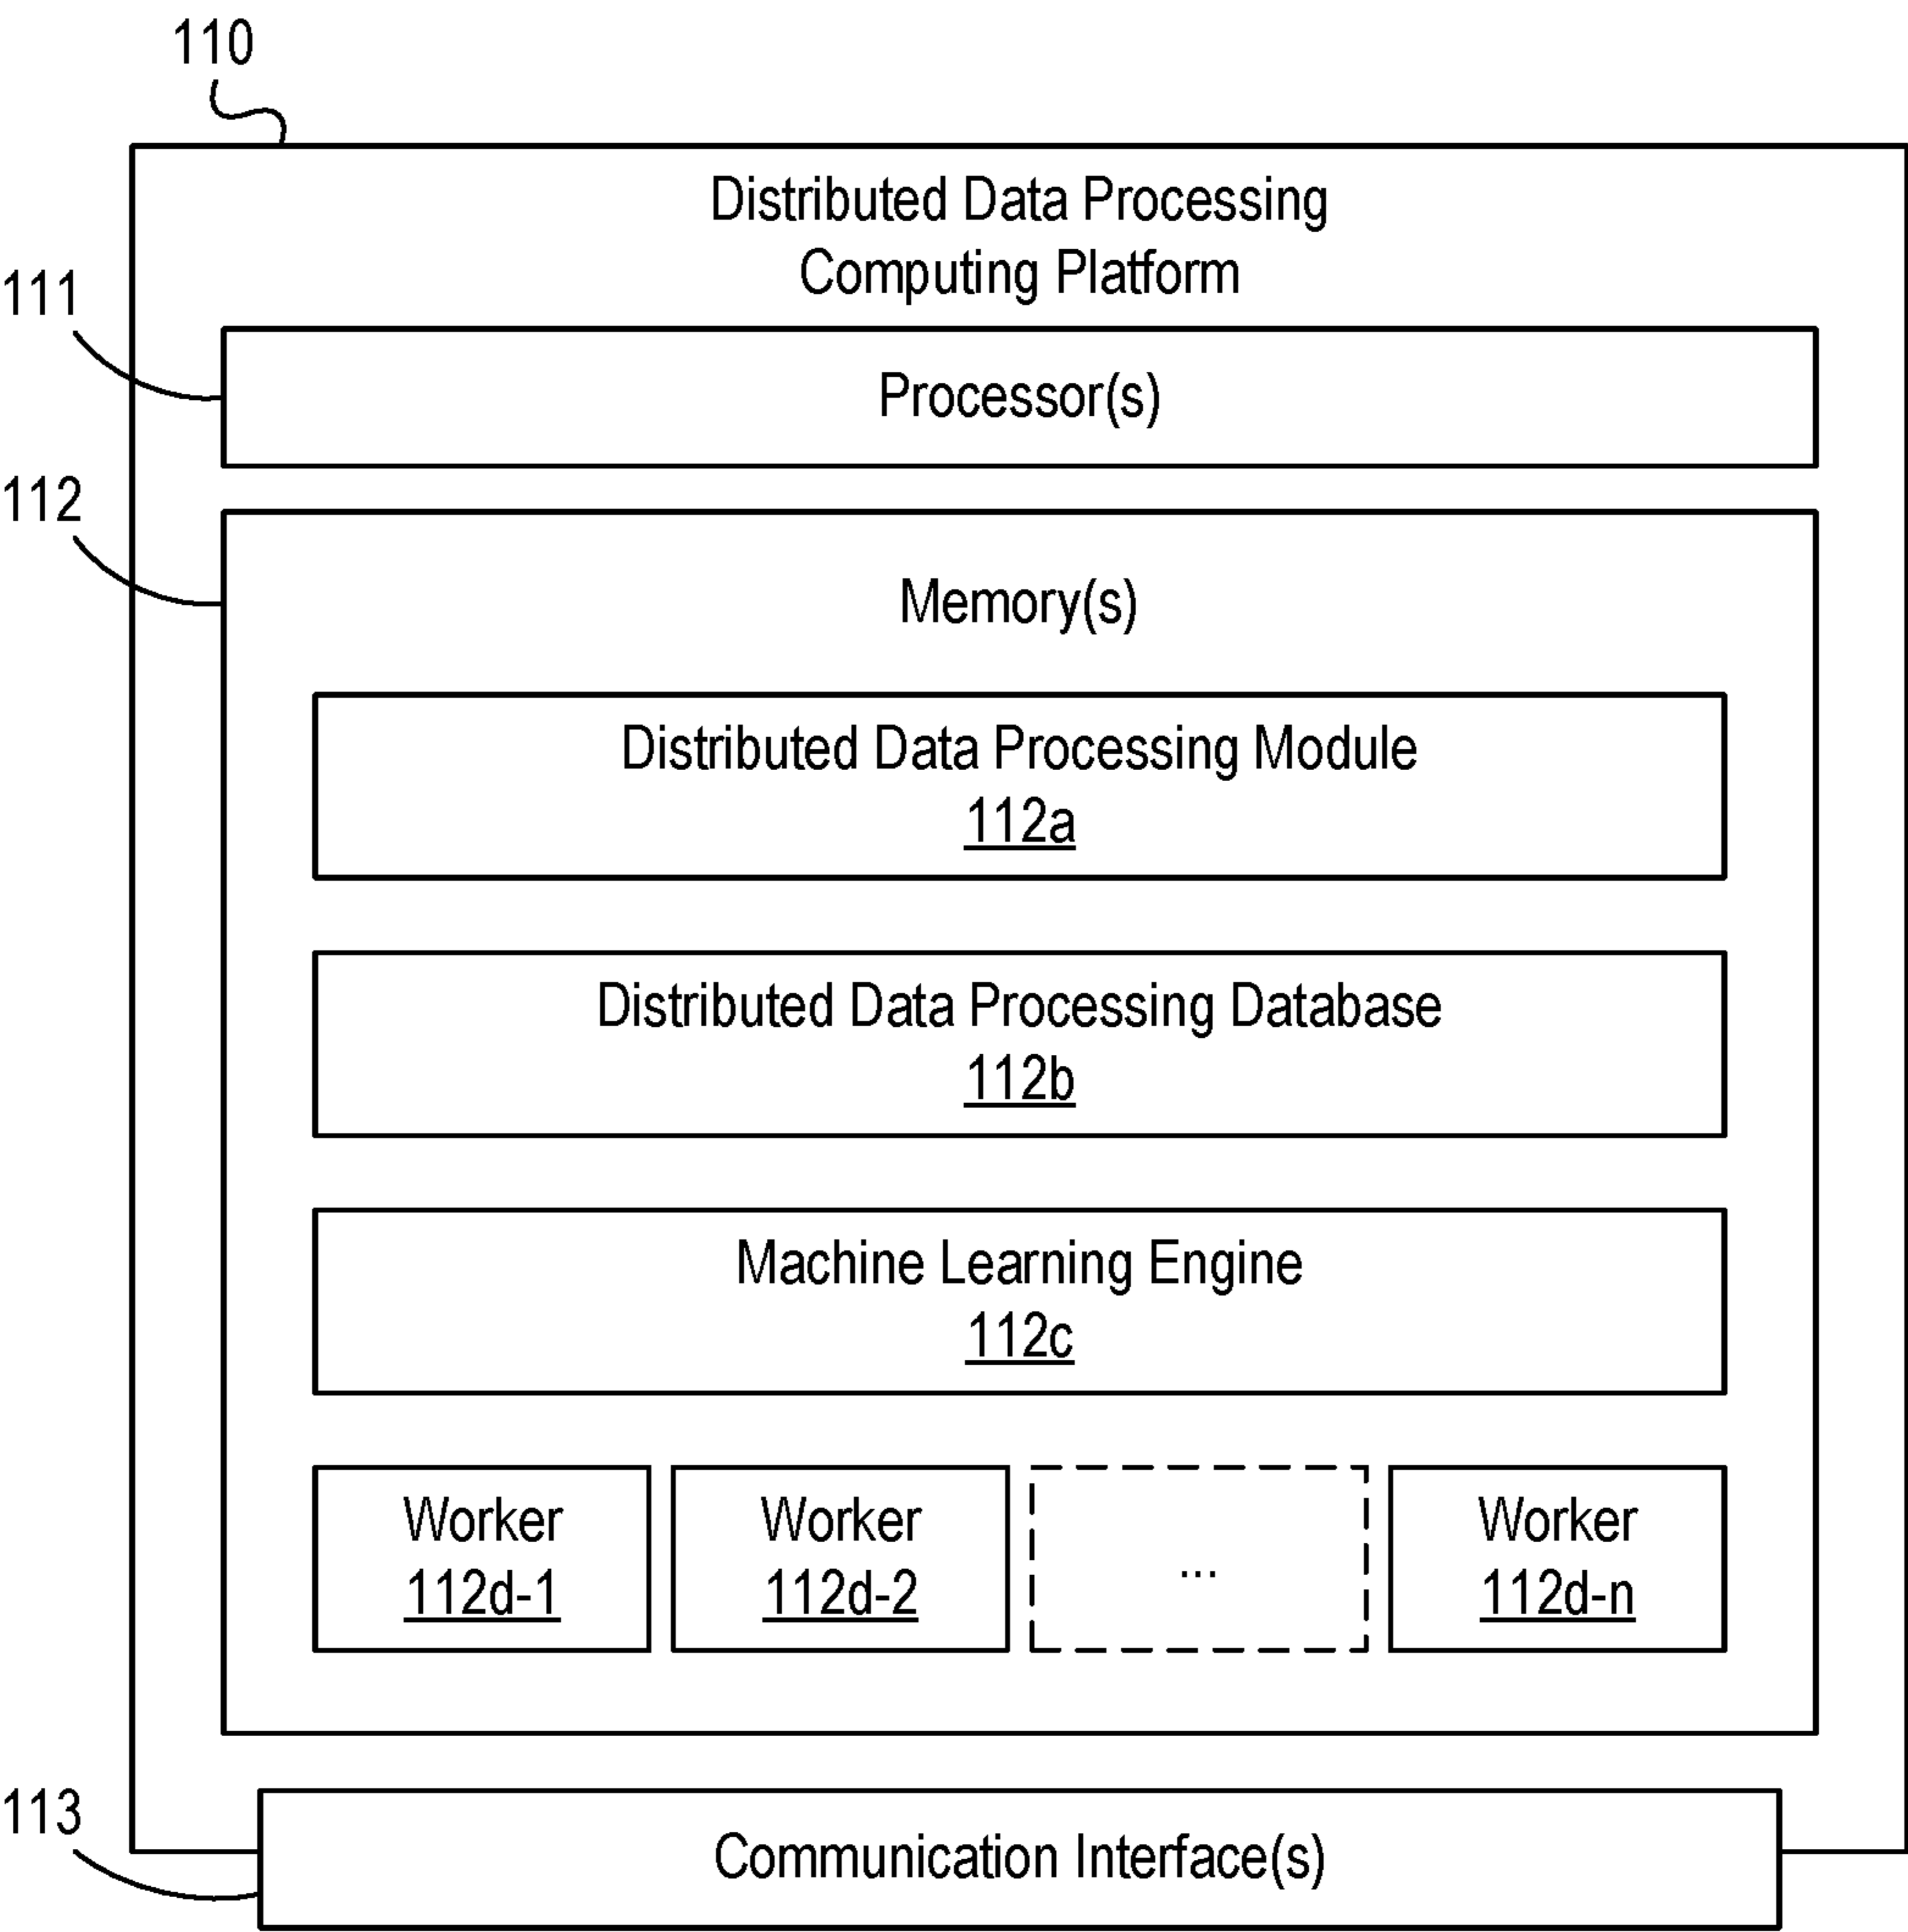 110
Distributed Data Processing
Computing Platform
111
Processor(s)
112
Memory(s)
Distributed Data Processing Module
112a
Distributed Data Processing Database
112b
Machine Learning Engine
112c
Worker
112d-1
Worker
112d-2
...
Worker
112d-n
113
Communication Interface(s)